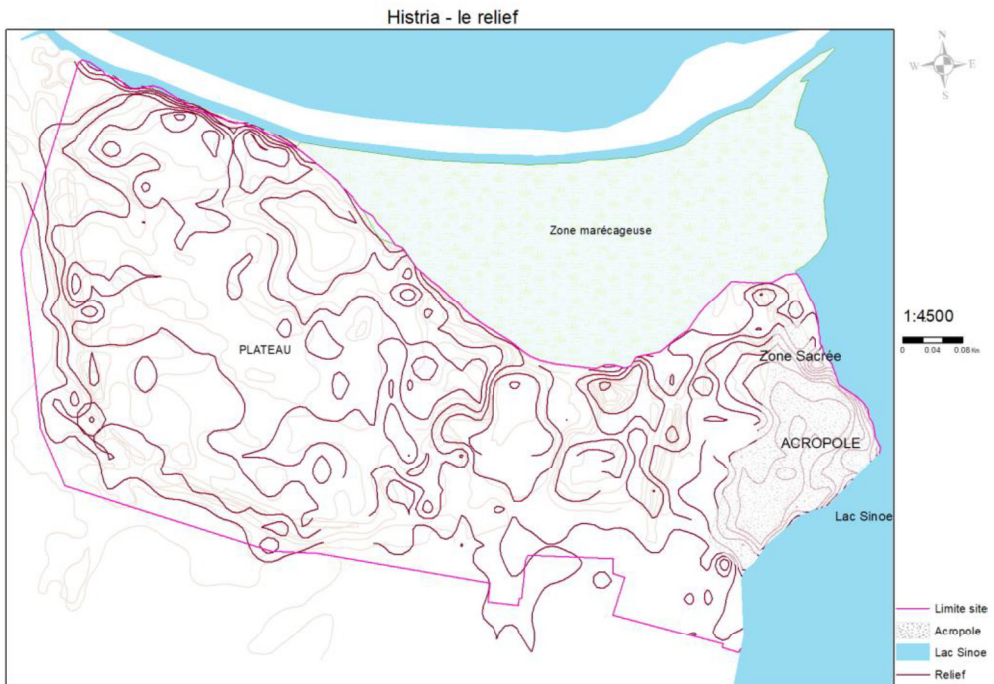 Histria - le relief
N
W E
S
Zone marécageuse
1:4500
0 0.04 0.08 Km
PLATEAU
Zone Sacrée
ACROPOLE
Lac Sinoe
Limite site
Acropole
Lac Sinoe
Relief